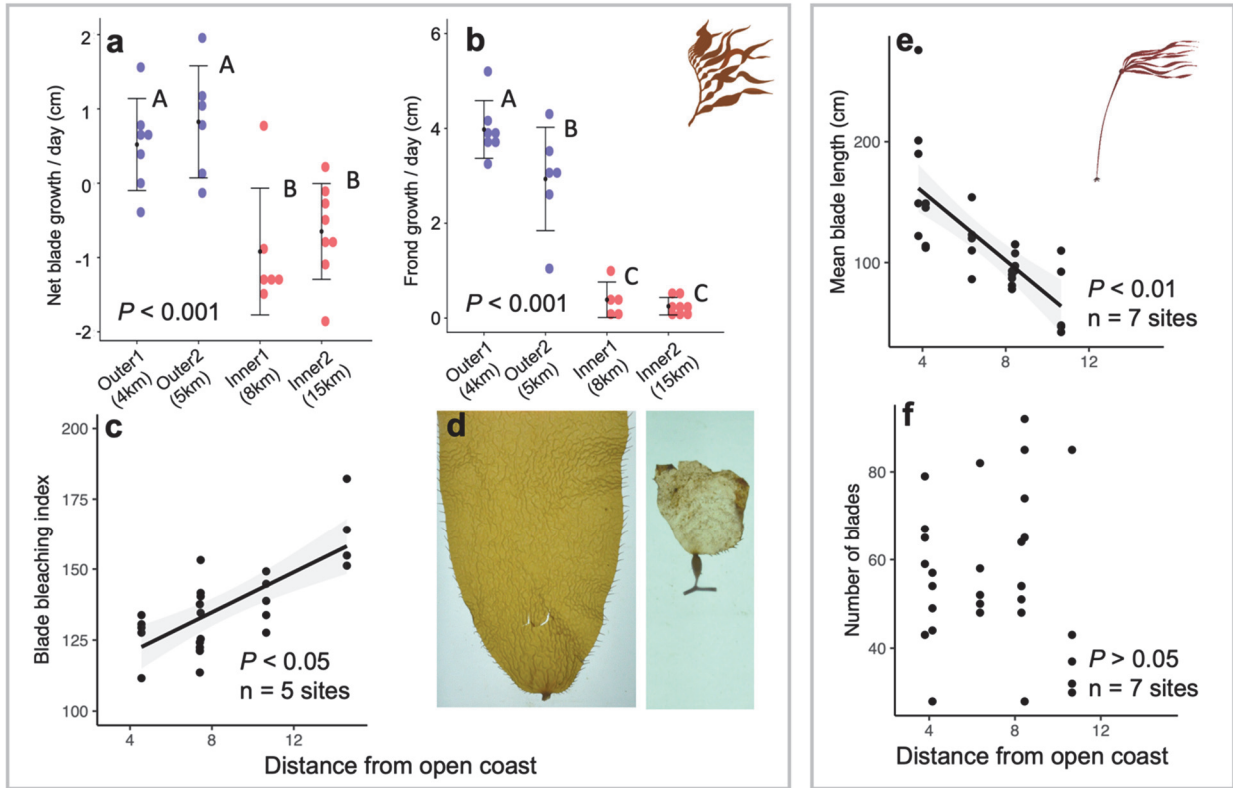 a
Net blade growth / day (cm)
2
1
0
-1
-2
A
A
B
B
P < 0.001
Outer1
(4km)
Outer2
(5km)
Inner1
(8km)
Inner2
(15km)
b
Frond growth / day (cm)
6
4
2
0
A
B
C
C
P < 0.001
Outer1
(4km)
Outer2
(5km)
Inner1
(8km)
Inner2
(15km)
c
Blade bleaching index
200
175
150
125
100
P < 0.05
n = 5 sites
4
8
12
d
Distance from open coast
e
Mean blade length (cm)
200
100
P < 0.01
n = 7 sites
4
8
12
f
Number of blades
80
60
40
P > 0.05
n = 7 sites
4
8
12
Distance from open coast